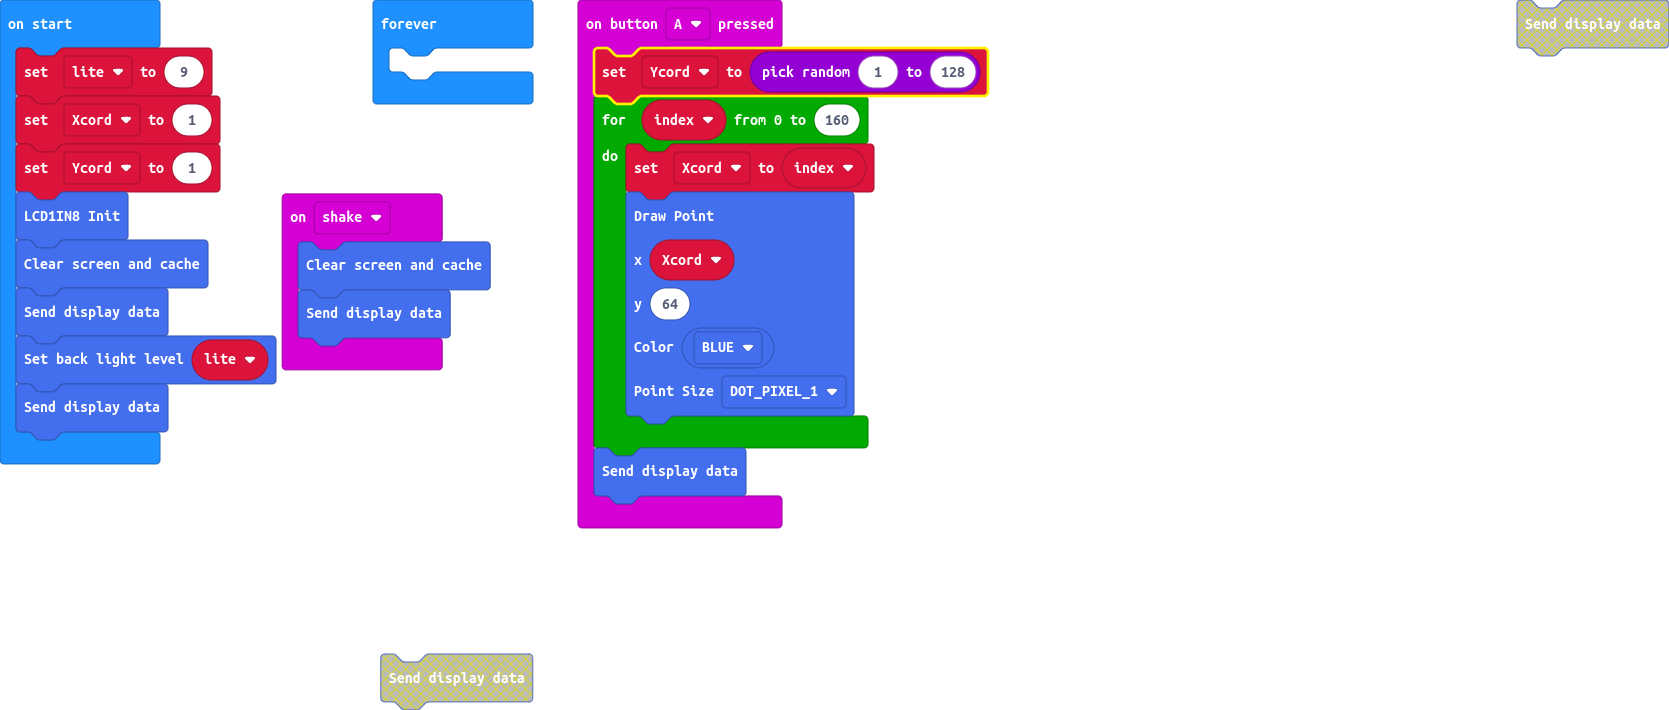 on start
set lite to 9
set Xcord to 1
set Ycord to 1
LCD1IN8 Init
Clear screen and cache
Send display data
Set back light level lite
Send display data
forever
on shake
Clear screen and cache
Send display data
on button A pressed
set Ycord to pick random 1 to 128
for index from 0 to 160
do set Xcord to index
Draw Point
x Xcord
y 64
Color BLUE
Point Size DOT_PIXEL_1
Send display data
Send display data
Send display data